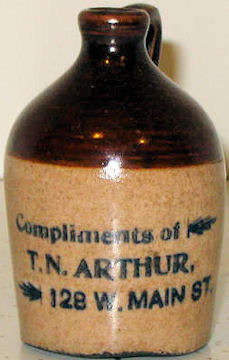 Compliments of
T.N. ARTHUR,
128 W. MAIN ST.